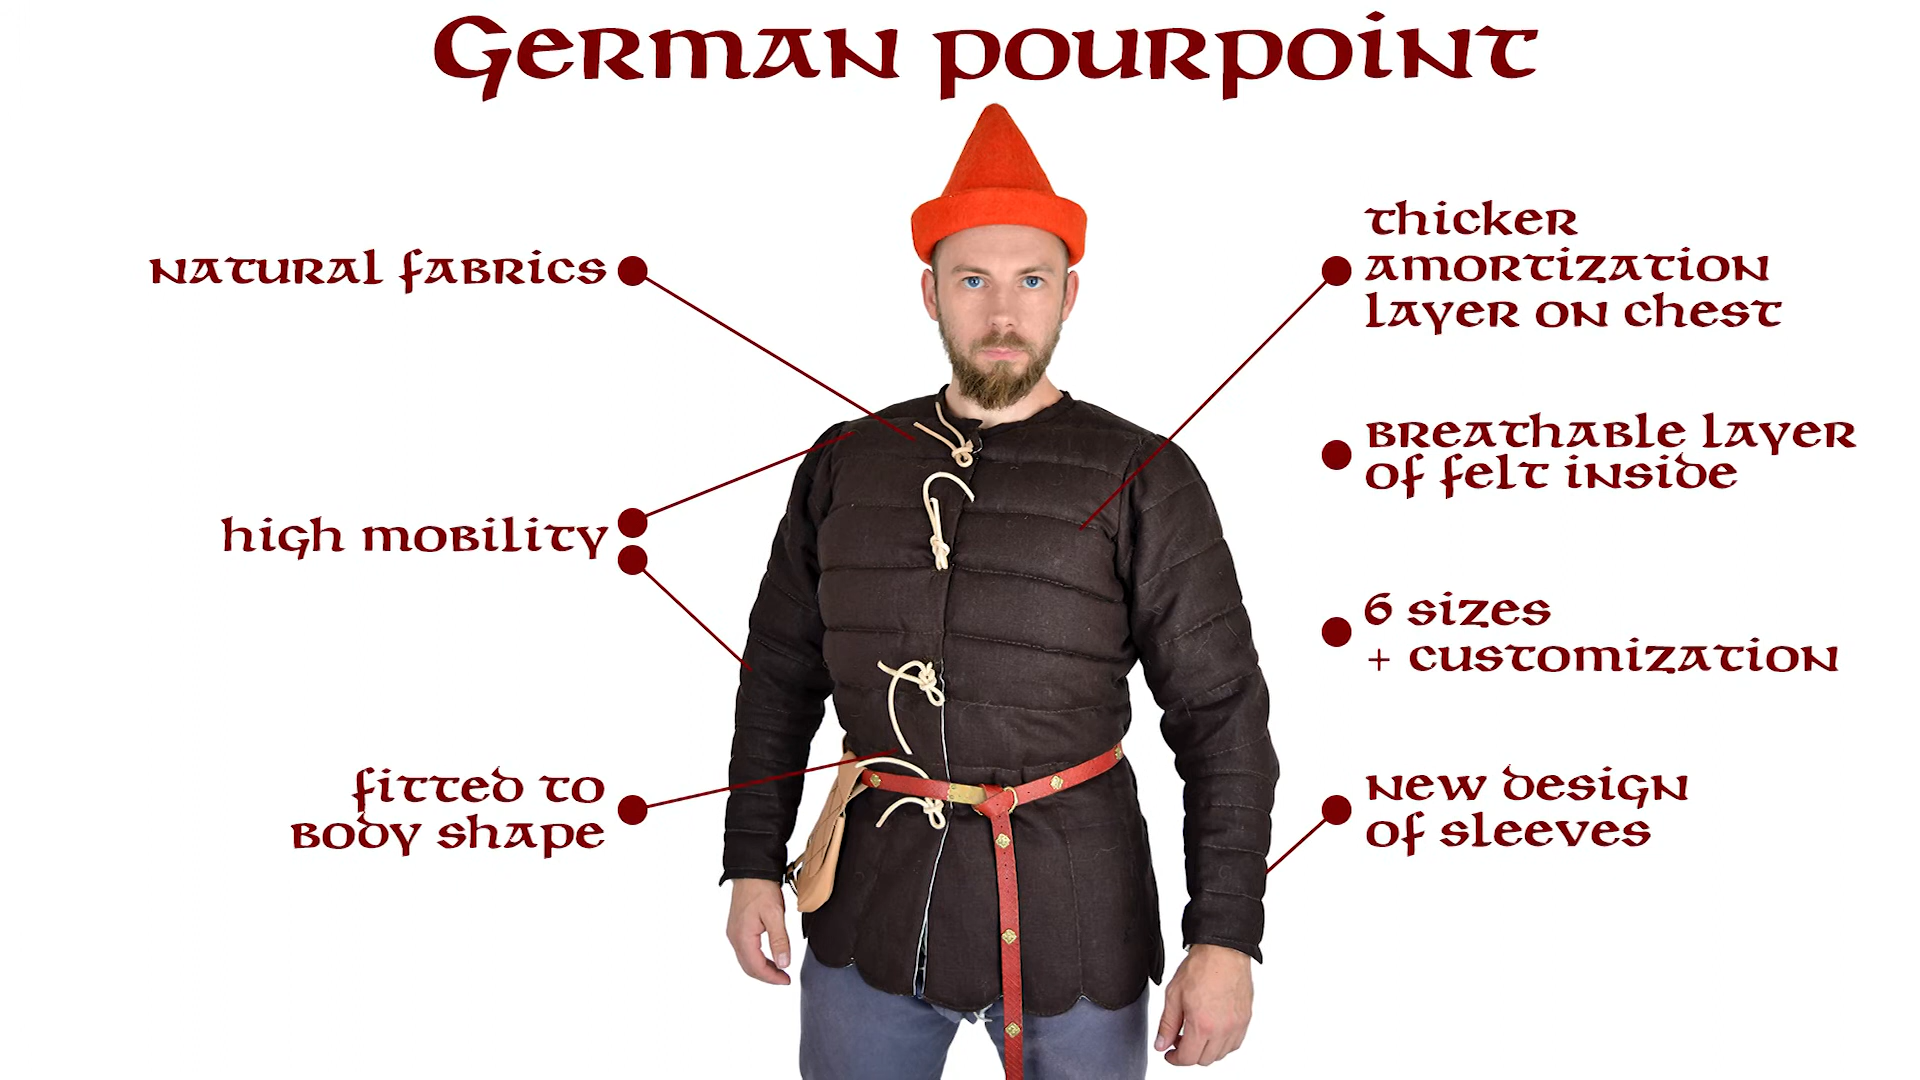 German pourpoint
natural fabrics
high mobility
fitted to
body shape
thicker
amortization
layer on chest
breathable layer
of felt inside
6 sizes
+ customization
new design
of sleeves